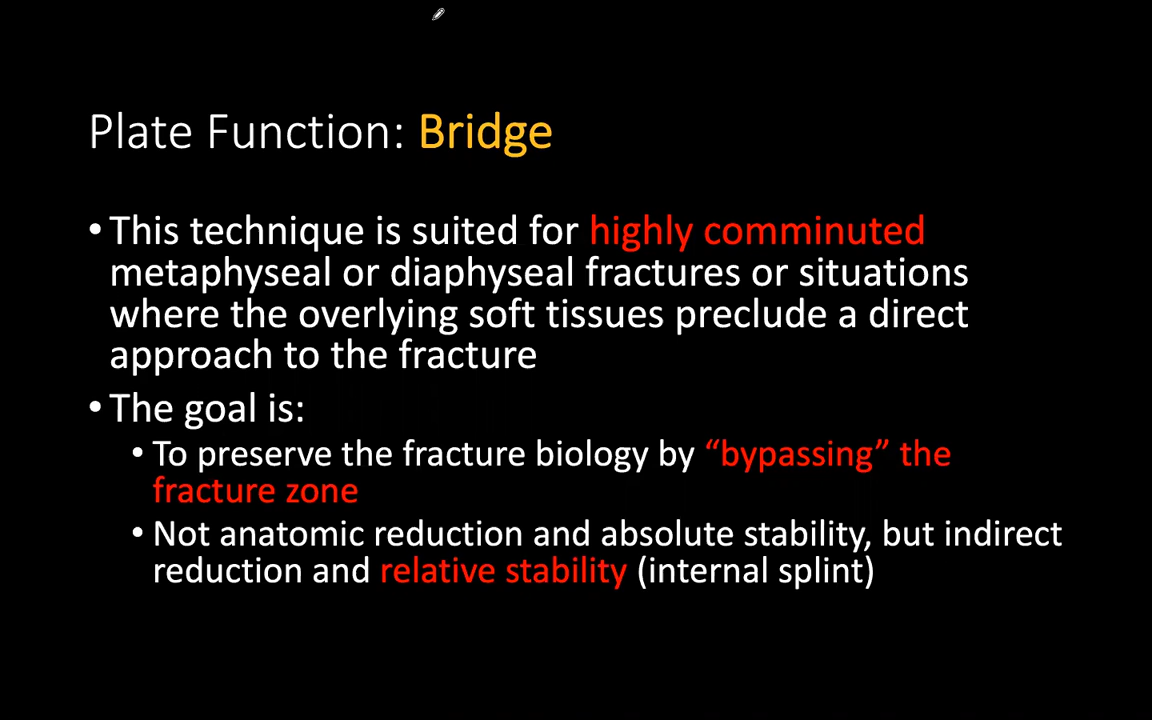 Plate Function: Bridge
• This technique is suited for highly comminuted
metaphyseal or diaphyseal fractures or situations
where the overlying soft tissues preclude a direct
approach to the fracture
• The goal is:
• To preserve the fracture biology by “bypassing” the
fracture zone
• Not anatomic reduction and absolute stability, but indirect
reduction and relative stability (internal splint)